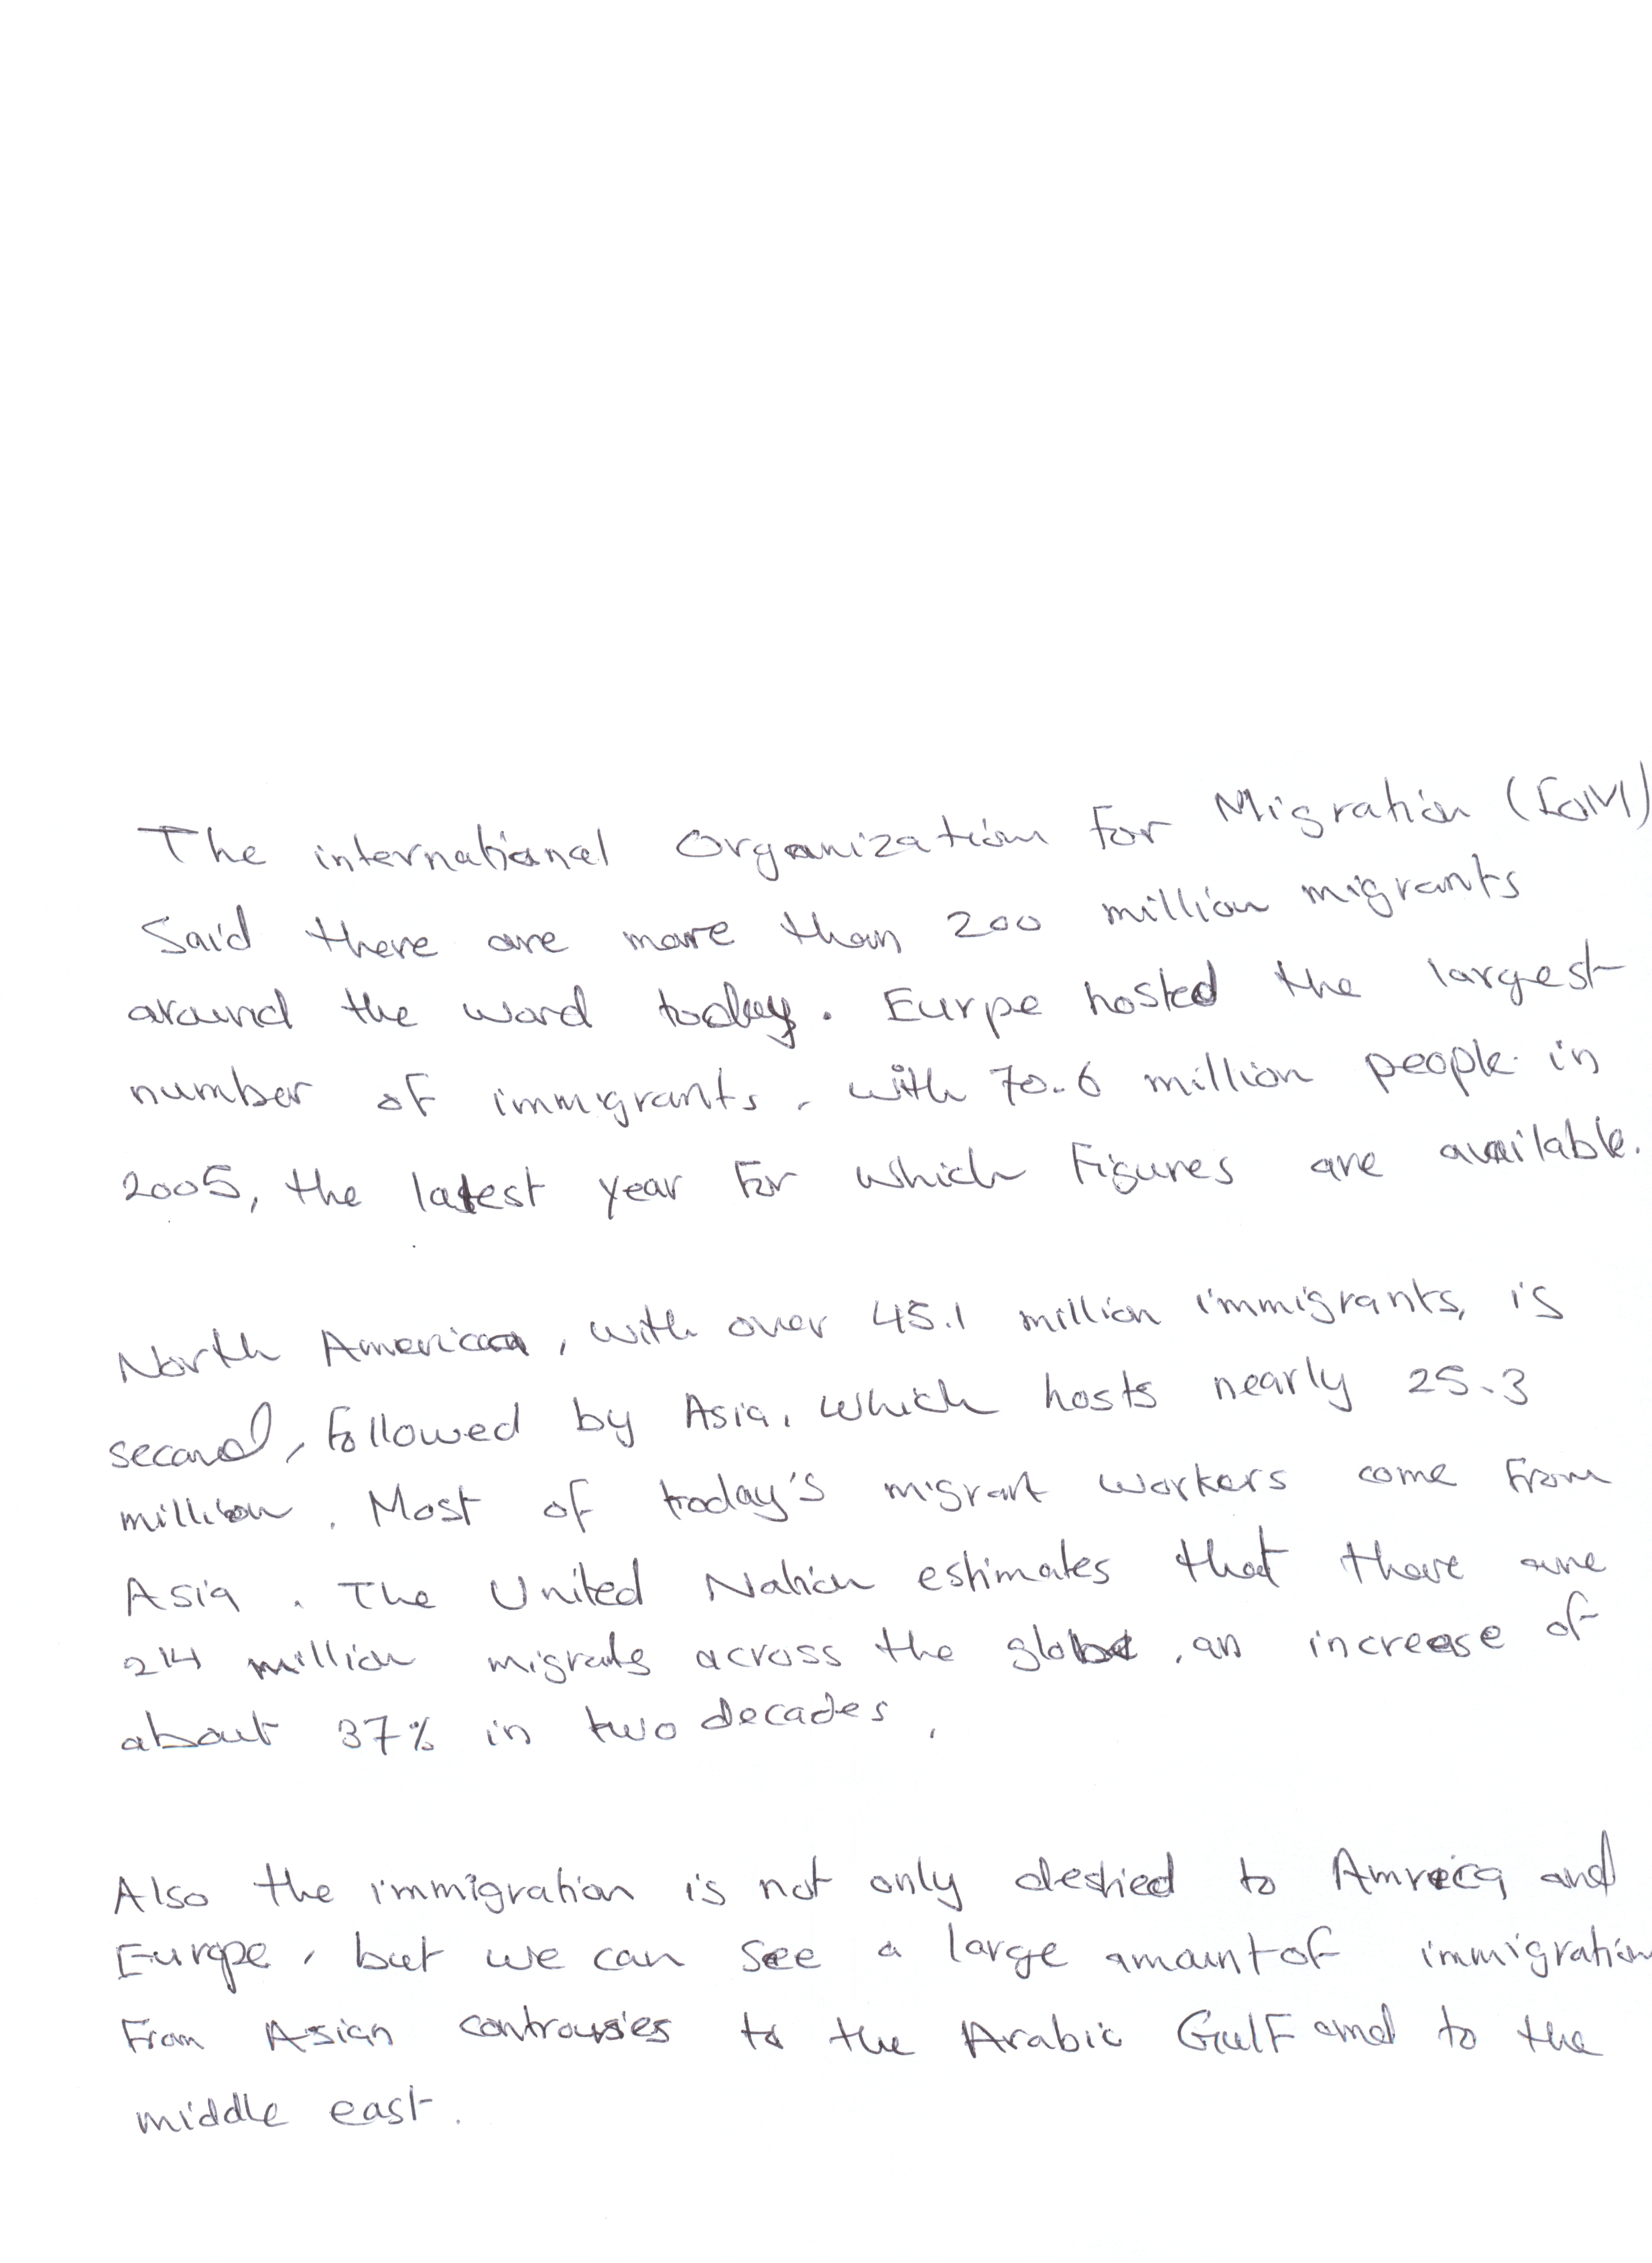 The international Organization For Migration (IOM)
Said there are more than 200 million migrants
around the word today. Eurpe hosted the largest
number of immigrants, with 70.6 million people in
2005, the latest year For which Figures are available.
North America, with over 45.1 million immigrants, is
second, Followed by Asia, which hosts nearly 25.3
million. Most of today's migrant workers come From
Asia. The United Nation estimates that there are
214 million migrants across the globe, an increase of
about 37% in two decades,
Also the immigration is not only to Amreica and
Europe, but we can see a large amount of immigration
From Asian to the Arabic Gulf and to the
middle east.